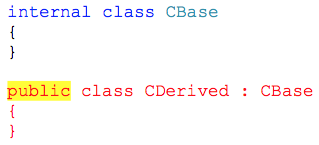 internal class CBase
{
}
public class CDerived : CBase
{
}